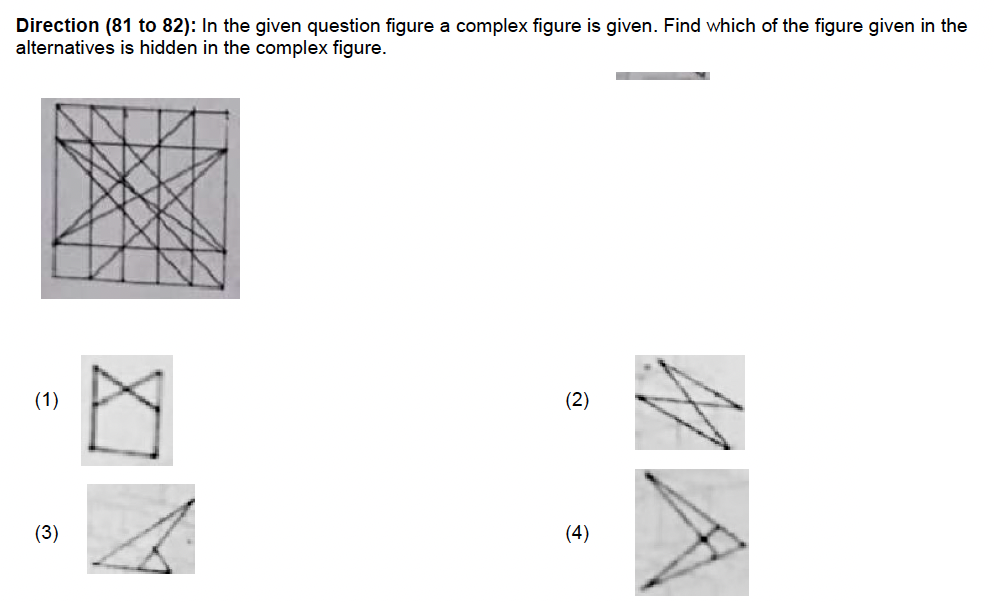 Direction (81 to 82): In the given question figure a complex figure is given. Find which of the figure given in the
alternatives is hidden in the complex figure.
(1)
(2)
(3)
(4)